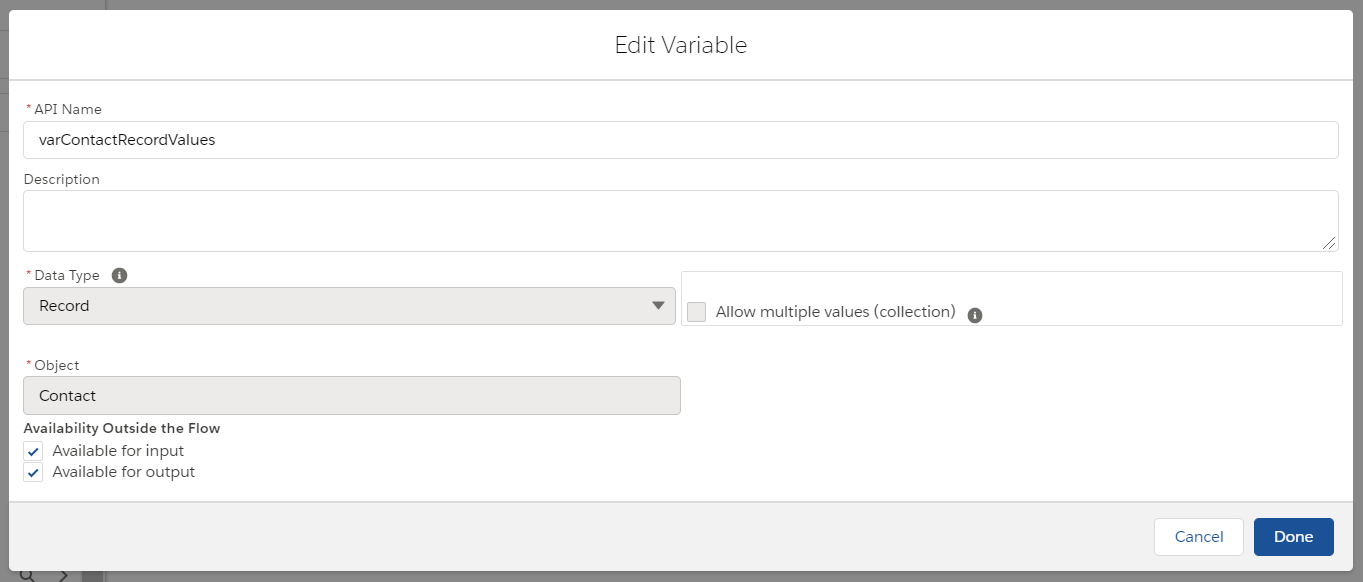 Edit Variable
* API Name
varContactRecordValues
Description
* Data Type
Record
Allow multiple values (collection)
* Object
Contact
Availability Outside the Flow
Available for input
Available for output
Cancel Done